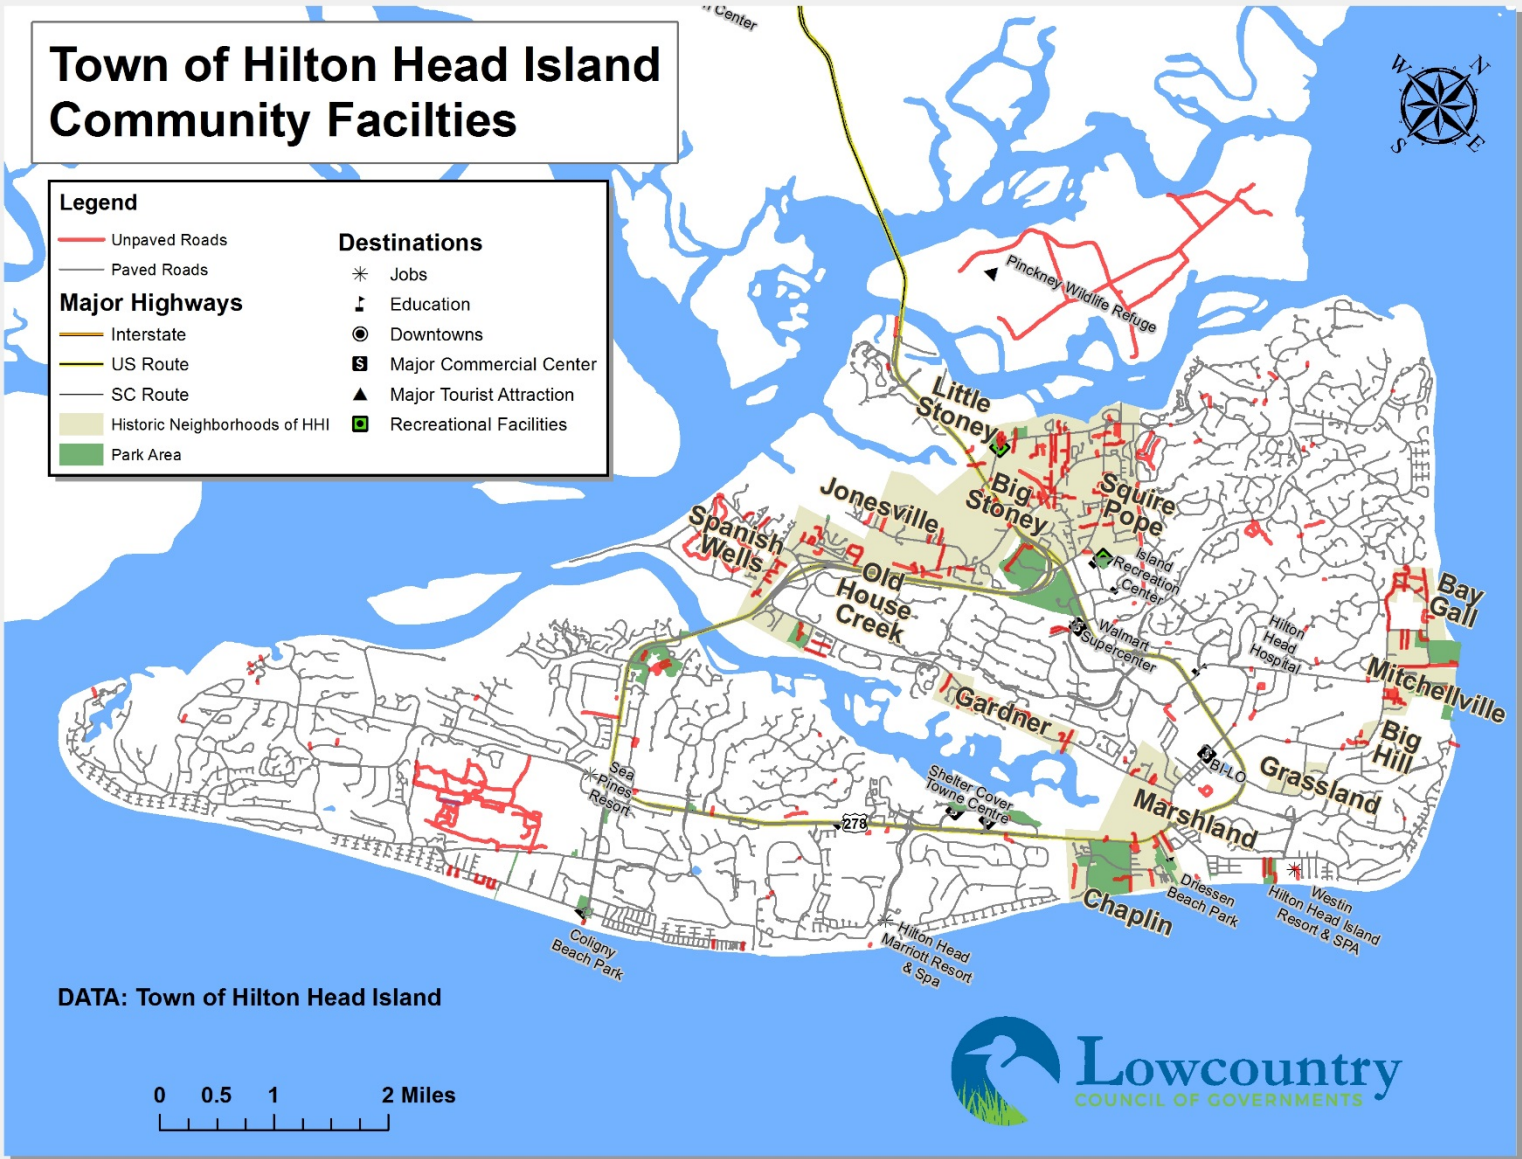 Town of Hilton Head Island
Community Facilties
Center
W
N
S
E
Legend
Unpaved Roads
Paved Roads
Major Highways
Interstate
US Route
SC Route
Historic Neighborhoods of HHI
Park Area
Destinations
Jobs
Education
Downtowns
$ Major Commercial Center
Major Tourist Attraction
Recreational Facilities
Pinckney Wildlife Refuge
Little
Stoney
Big
Stoney
Squire
Pope
Jonesville
Spanish
Wells
Old
House
Creek
Island
Recreation
Center
Walmart
Supercenter
Hilton
Head
Hospital
Bay
Gall
Mitchellville
Big
Hill
Gardner
Grassland
BI-LO
Marshland
Shelter Cover
Towne Centre
Sea
Pines
Resort
278
Chaplin
Driessen
Beach Park
Westin
Hilton Head Island
Resort & SPA
Coligny
Beach Park
Hilton Head
Marriott Resort
& Spa
DATA: Town of Hilton Head Island
0 0.5 1 2 Miles
Lowcountry
COUNCIL OF GOVERNMENTS